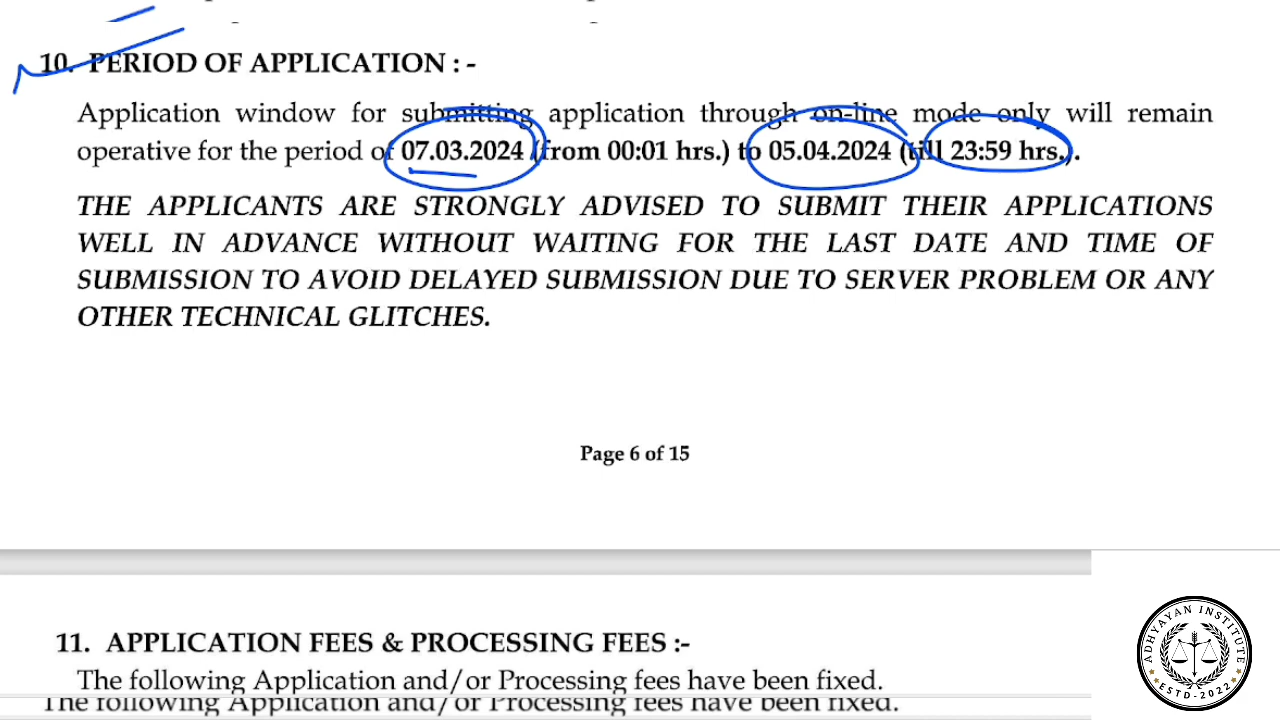 10. PERIOD OF APPLICATION : -
Application window for submitting application through on-line mode only will remain
operative for the period of 07.03.2024 (from 00:01 hrs.) to 05.04.2024 (till 23:59 hrs.).
THE APPLICANTS ARE STRONGLY ADVISED TO SUBMIT THEIR APPLICATIONS
WELL IN ADVANCE WITHOUT WAITING FOR THE LAST DATE AND TIME OF
SUBMISSION TO AVOID DELAYED SUBMISSION DUE TO SERVER PROBLEM OR ANY
OTHER TECHNICAL GLITCHES.
Page 6 of 15
11. APPLICATION FEES & PROCESSING FEES :-
The following Application and/or Processing fees have been fixed.
The following Application and/or Processing fees have been fixed.
ADHYAYAN INSTITUTE
ESTD-2022